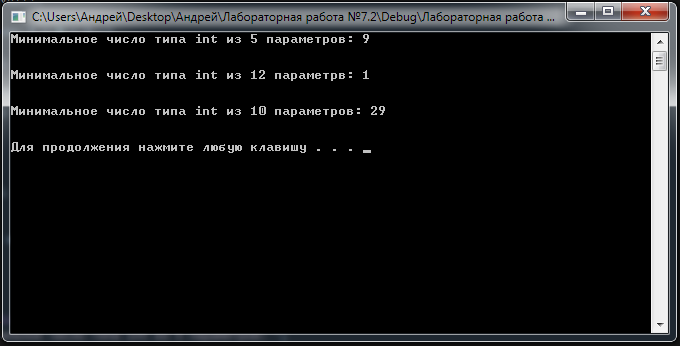 C:\Users\Андрей\Desktop\Андрей\Лабораторная работа №7.2\Debug\Лабораторная работа ...
Минимальное число типа int из 5 параметров: 9
Минимальное число типа int из 12 параметрв: 1
Минимальное число типа int из 10 параметров: 29
Для продолжения нажмите любую клавишу . . . _